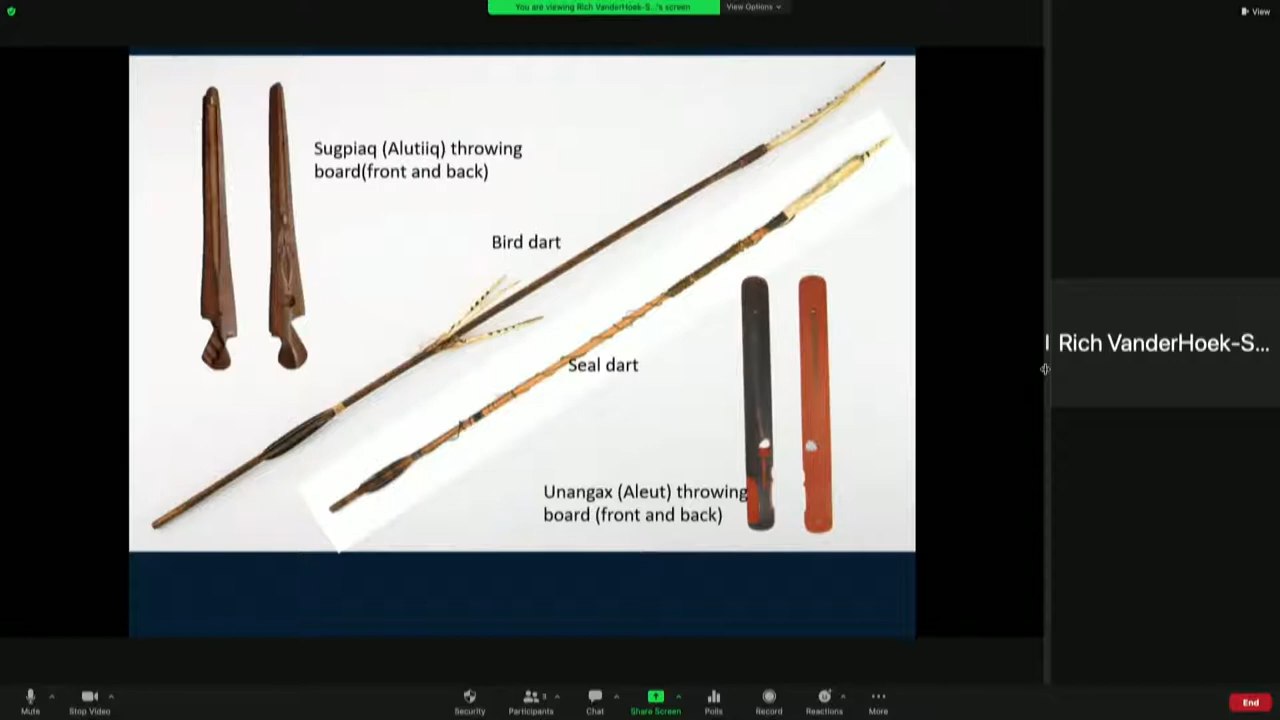 You are viewing Rich VanderHoek-S...'s screen
View Options
View
Sugpiaq (Alutiiq) throwing
board(front and back)
Bird dart
Seal dart
Rich VanderHoek-S...
Unangax (Aleut) throwing
board (front and back)
Mute
Stop Video
Security
Participants
3
Chat
Share Screen
Polls
Record
Reactions
More
End